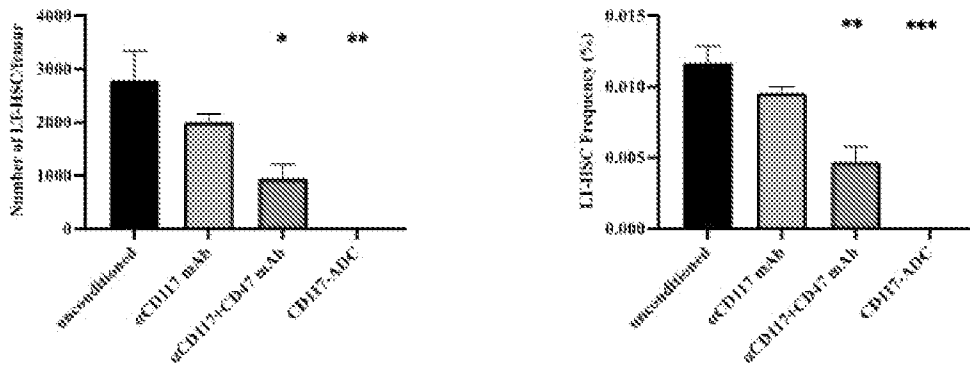 4000
3000
2000
1000
0
Number of LT-HSC/femur
* **
unconditioned
αCD117 mAb
αCD117+CD47 mAb
CD117-ADC
0.015
0.010
0.005
0.000
LT-HSC Frequency (%)
** ***
unconditioned
αCD117 mAb
αCD117+CD47 mAb
CD117-ADC